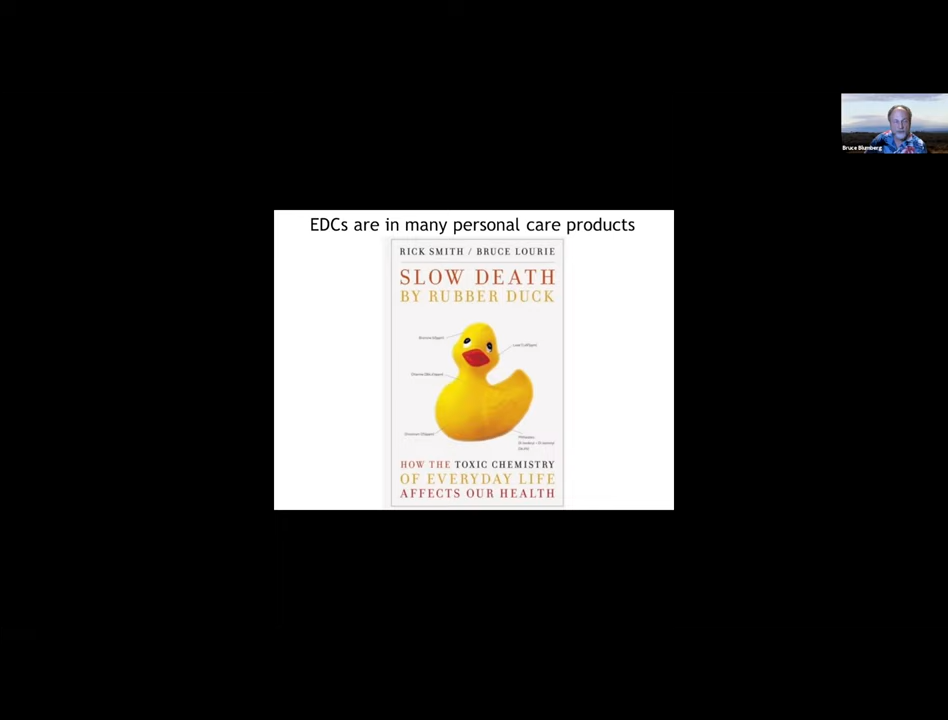 EDCs are in many personal care products
RICK SMITH / BRUCE LOURIE
SLOW DEATH
BY RUBBER DUCK
HOW THE TOXIC CHEMISTRY
OF EVERYDAY LIFE
AFFECTS OUR HEALTH
Bruce Blumberg